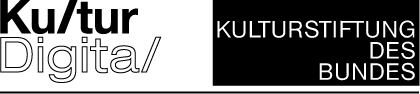 Ku/tur
Digita/
KULTURSTIFTUNG
DES
BUNDES